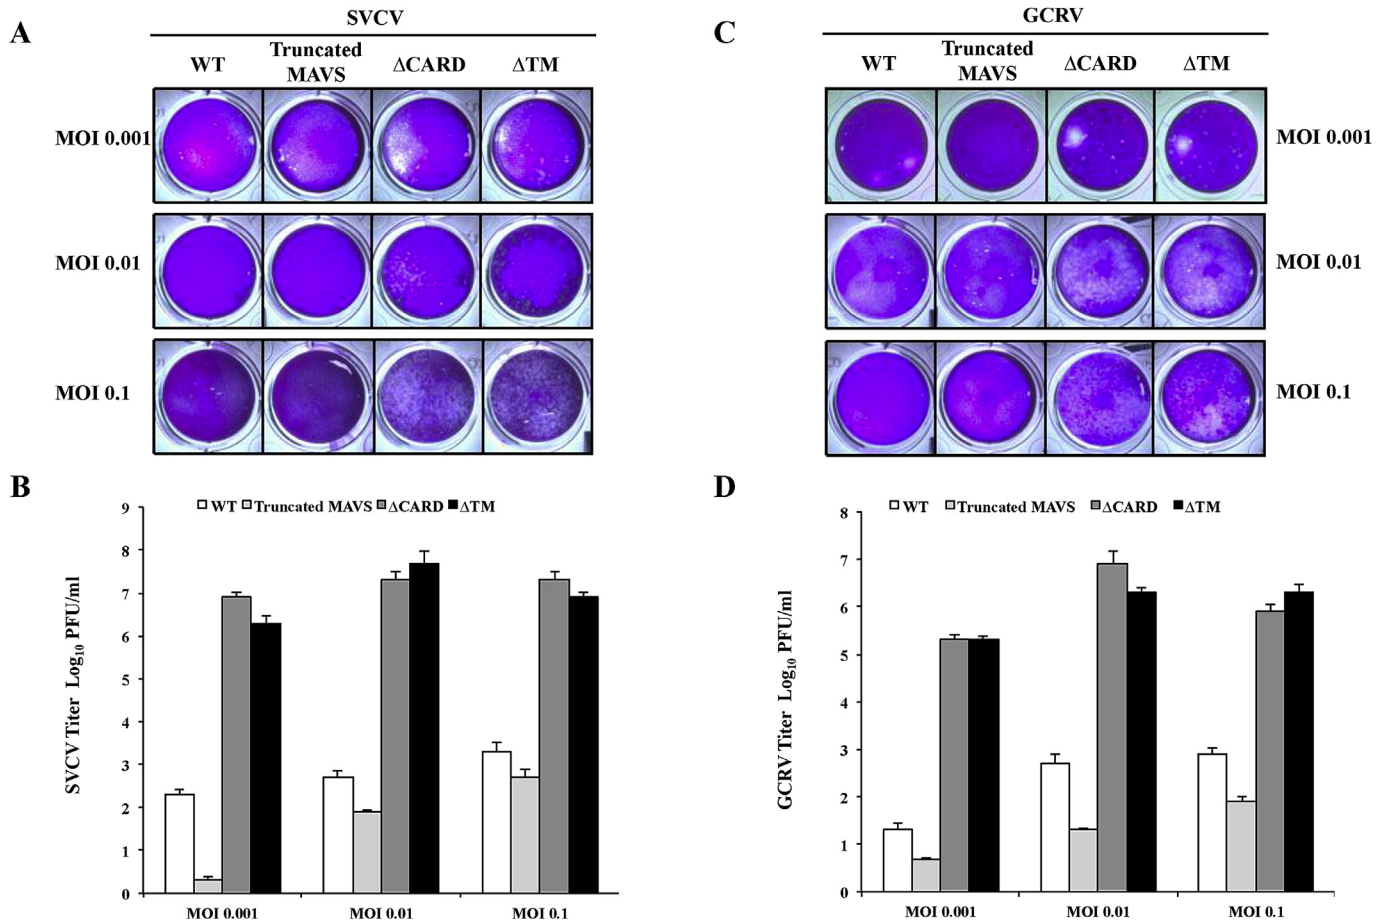 A
SVCV
WT
Truncated
MAVS
ΔCARD
ΔTM
MOI 0.001
MOI 0.01
MOI 0.1
C
GCRV
WT
Truncated
MAVS
ΔCARD
ΔTM
MOI 0.001
MOI 0.01
MOI 0.1
B
WT Truncated MAVS ΔCARD ΔTM
SVCV Titer Log10 PFU/ml
9
8
7
6
5
4
3
2
1
0
MOI 0.001 MOI 0.01 MOI 0.1
D
WT Truncated MAVS ΔCARD ΔTM
GCRV Titer Log10 PFU/ml
8
7
6
5
4
3
2
1
0
MOI 0.001 MOI 0.01 MOI 0.1